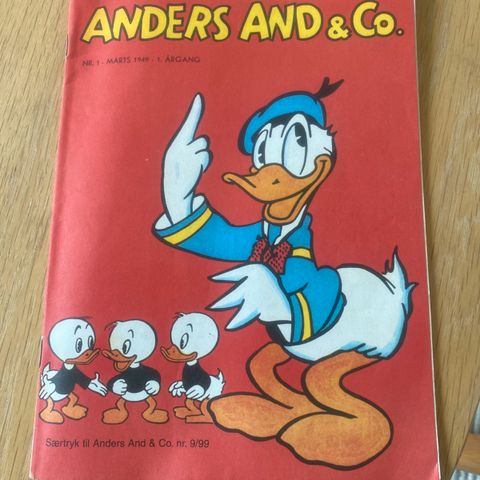 ANDERS AND & Co.
NR. 1 - MARTS 1949 - 1. ÅRGANG
Særtryk til Anders And & Co. nr. 9/99